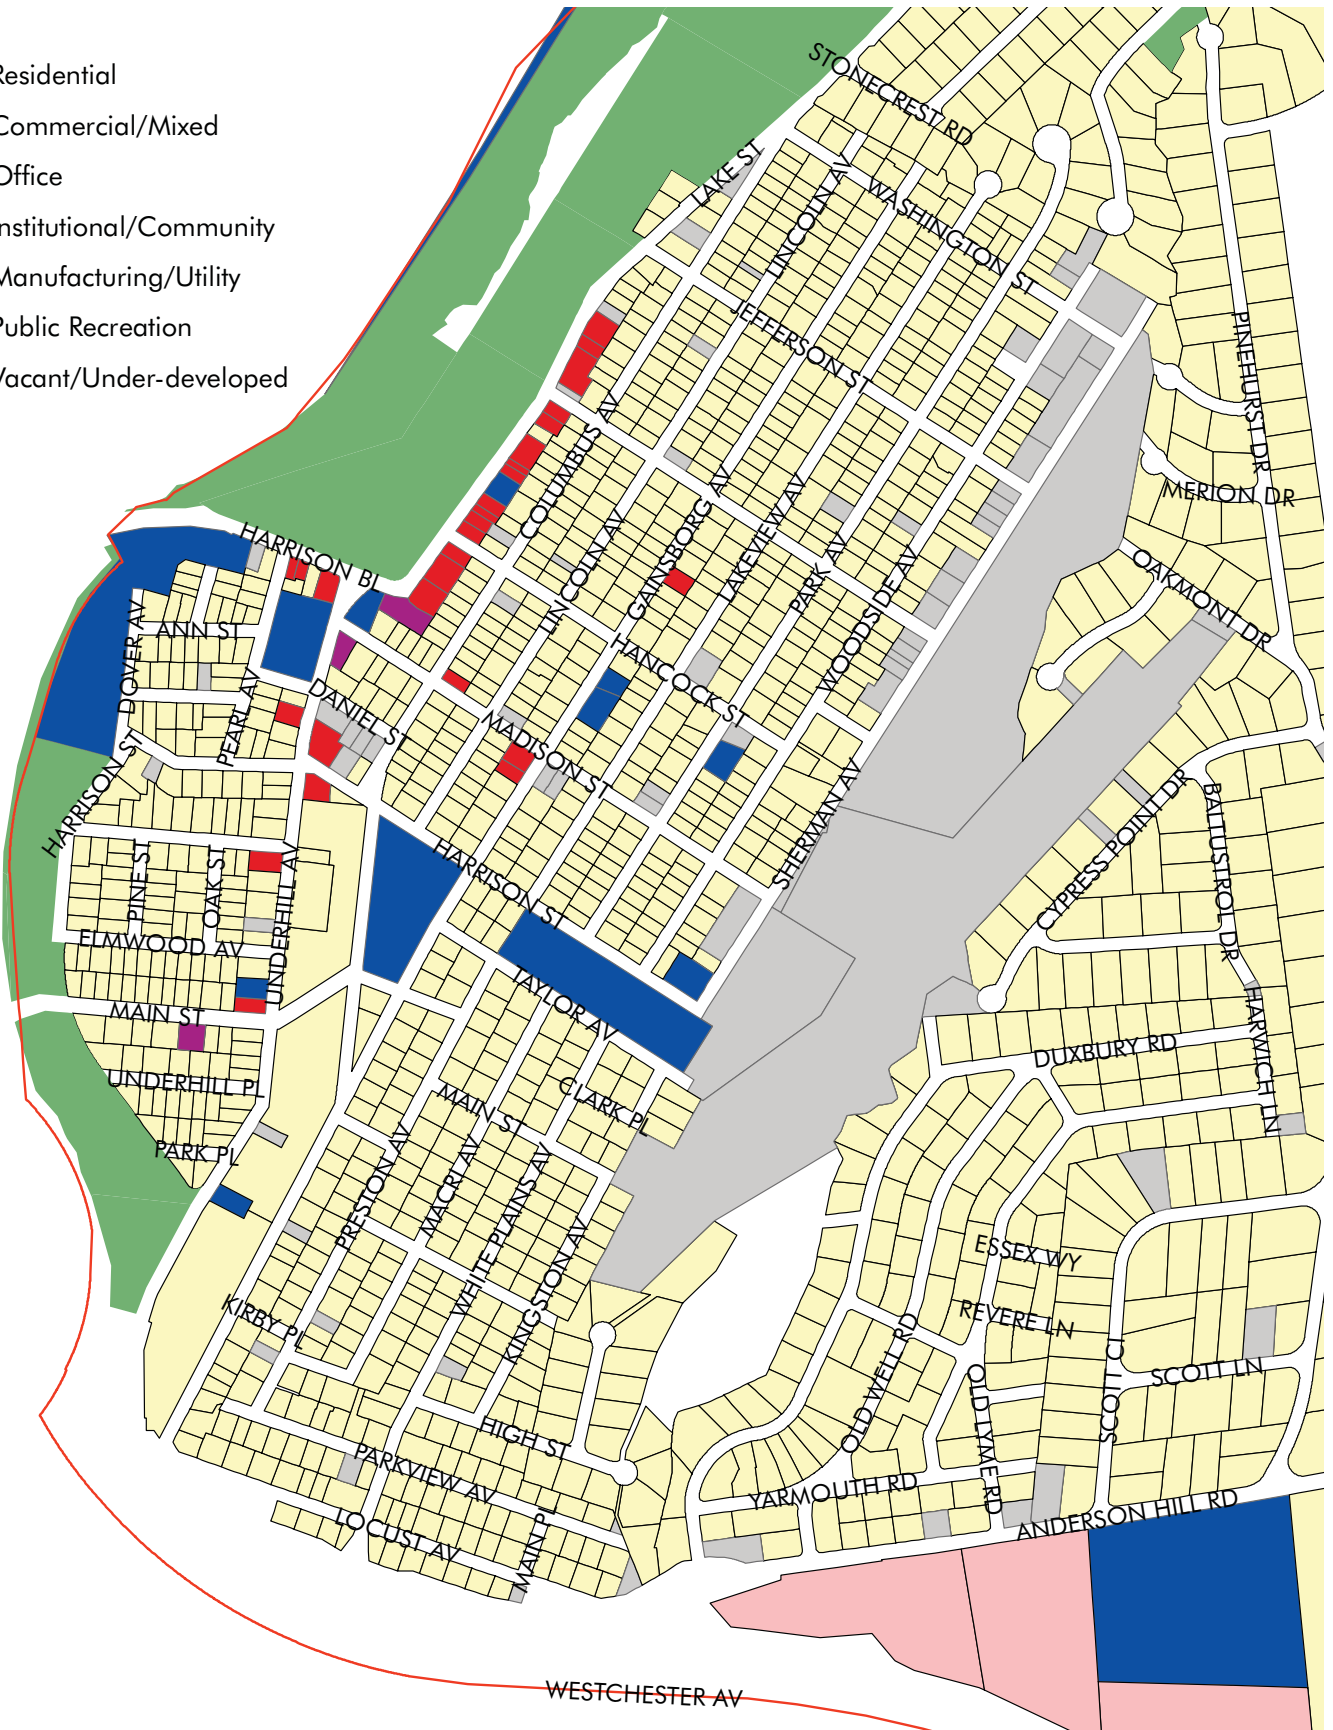 Residential
Commercial/Mixed
Office
Institutional/Community
Manufacturing/Utility
Public Recreation
Vacant/Under-developed
STONECREST RD
LAKE ST
LINCOLN AV
WASHINGTON ST
JEFFERSON ST
PINEHURST DR
MERION DR
OAKMONT DR
COLUMBUS AV
LINCOLN AV
GAINSBORG AV
LAKEVIEW AV
PARK AV
WOODSIDE AV
HARRISON BL
ANN ST
DOVER AV
PEARL AV
DANIEL ST
HANCOCK ST
MADISON ST
SHERMAN AV
HARRISON ST
HARRISON ST
PINE ST
OAK ST
UNDERHILL AV
ELMWOOD AV
CYPRESS POINT DR
BALTUSTROL DR
TAYLOR AV
MAIN ST
HARWICH LN
DUXBURY RD
UNDERHILL PL
CLARK PL
MAIN ST
PARK PL
PRESTON AV
MACRI AV
WHITE PLAINS AV
KINGSTON AV
ESSEX WY
REVERE LN
KIRBY PL
OLD WELL RD
SCOTT CI
SCOTT LN
OLD LYME RD
HIGH ST
PARKVIEW AV
YARMOUTH RD
LOCUST AV
MAIN PL
ANDERSON HILL RD
WESTCHESTER AV